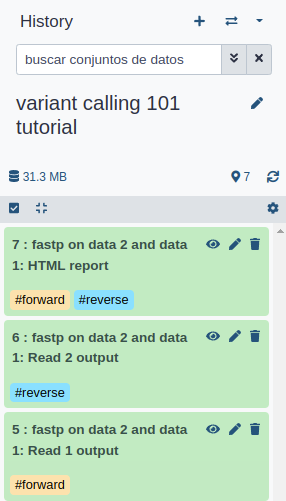 History
buscar conjuntos de datos
variant calling 101
tutorial
31.3 MB
7
7 : fastp on data 2 and data
1: HTML report
#forward #reverse
6 : fastp on data 2 and data
1: Read 2 output
#reverse
5 : fastp on data 2 and data
1: Read 1 output
#forward